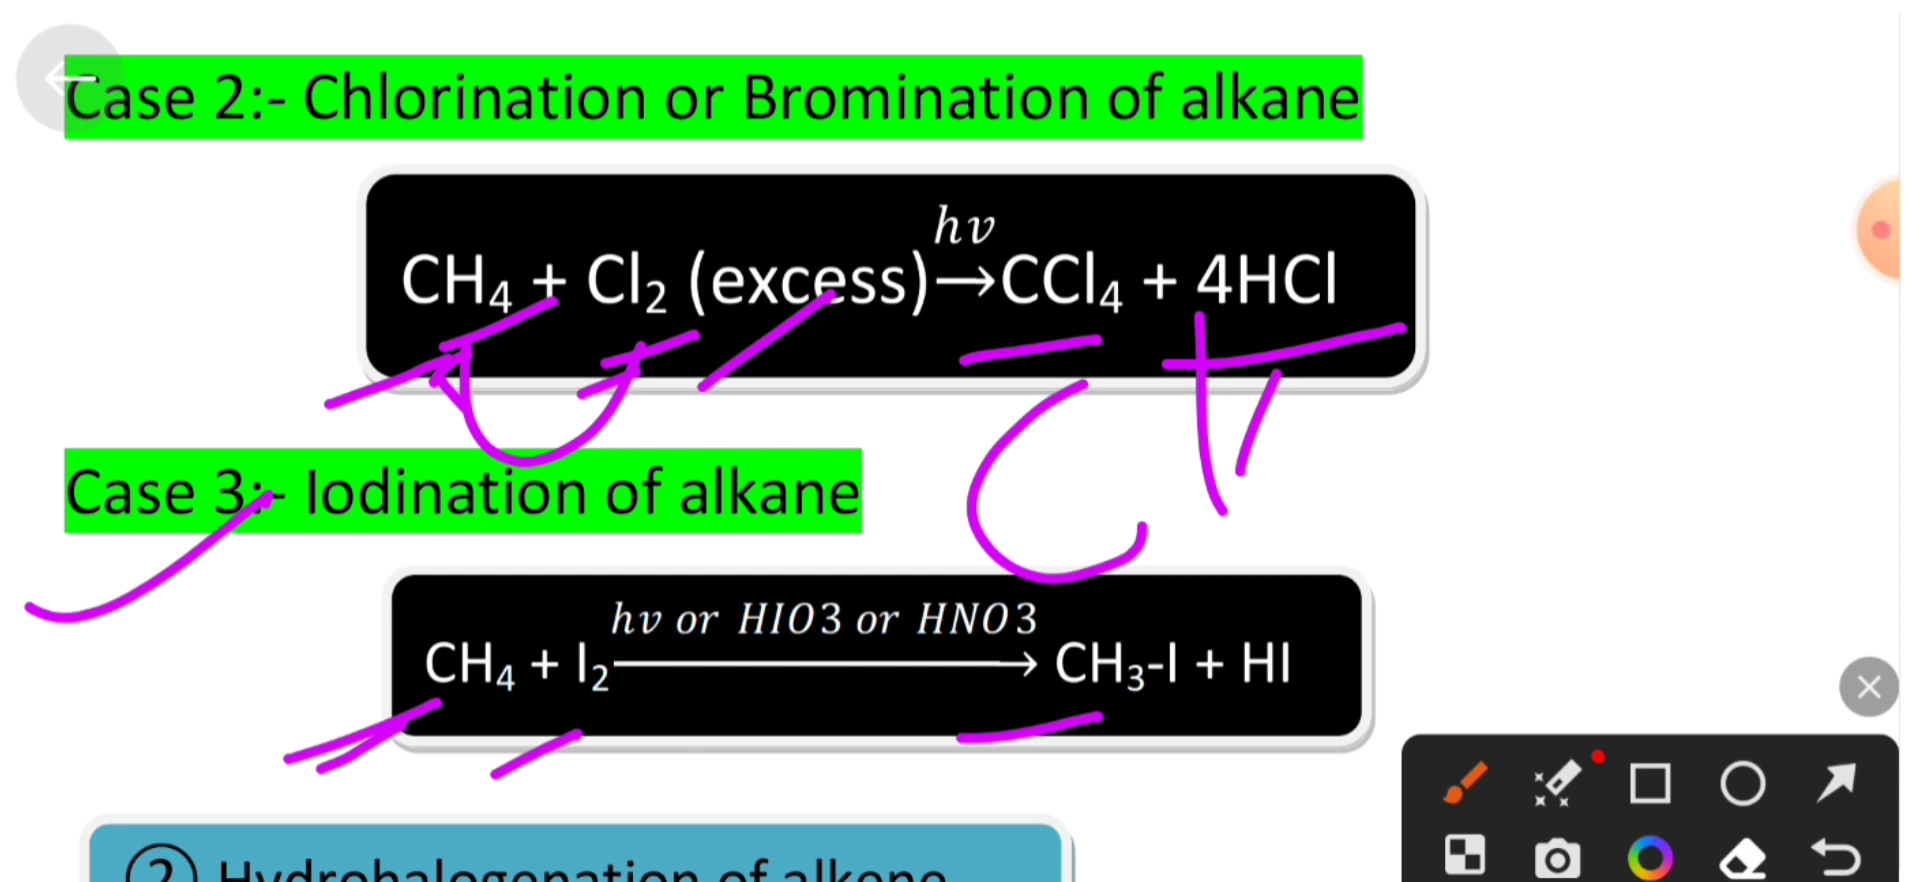 Case 2:- Chlorination or Bromination of alkane
hv
CH₄ + Cl₂ (excess)→CCl₄ + 4HCl
Case 3:- Iodination of alkane
hv or HIO3 or HNO3
CH₄ + I₂ → CH₃-I + HI
② Hydrohalogenation of alkene